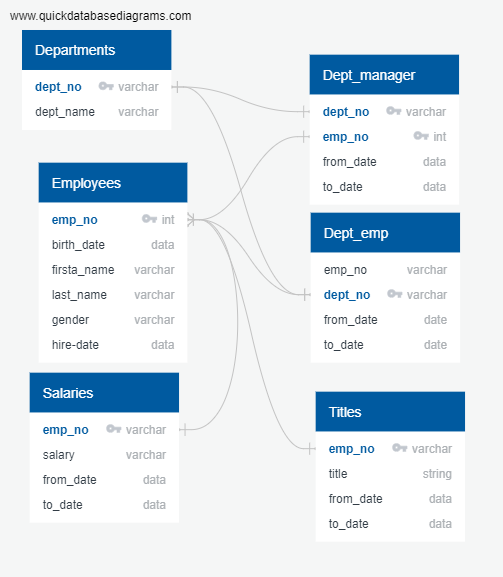 www.quickdatabasediagrams.com
Departments
dept_no varchar
dept_name varchar
Employees
emp_no int
birth_date data
firsta_name varchar
last_name varchar
gender varchar
hire-date data
Salaries
emp_no varchar
salary varchar
from_date data
to_date data
Dept_manager
dept_no varchar
emp_no int
from_date data
to_date data
Dept_emp
emp_no varchar
dept_no varchar
from_date date
to_date date
Titles
emp_no varchar
title string
from_date data
to_date data